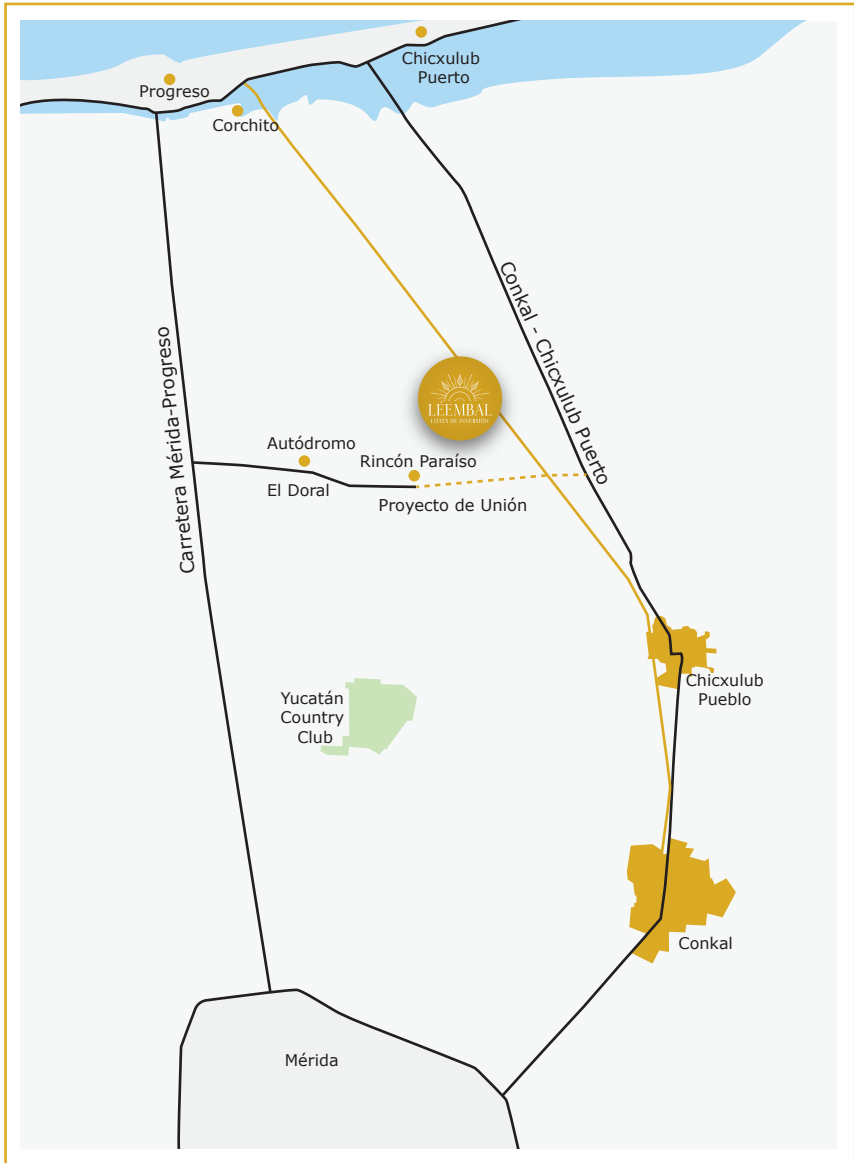 Chicxulub
Puerto
Progreso
Corchito
Conkal - Chicxulub Puerto
Carretera Mérida-Progreso
LÉEMBAL
LOTES DE INVERSIÓN
Autódromo
Rincón Paraíso
El Doral
Proyecto de Unión
Chicxulub
Pueblo
Yucatán
Country
Club
Conkal
Mérida